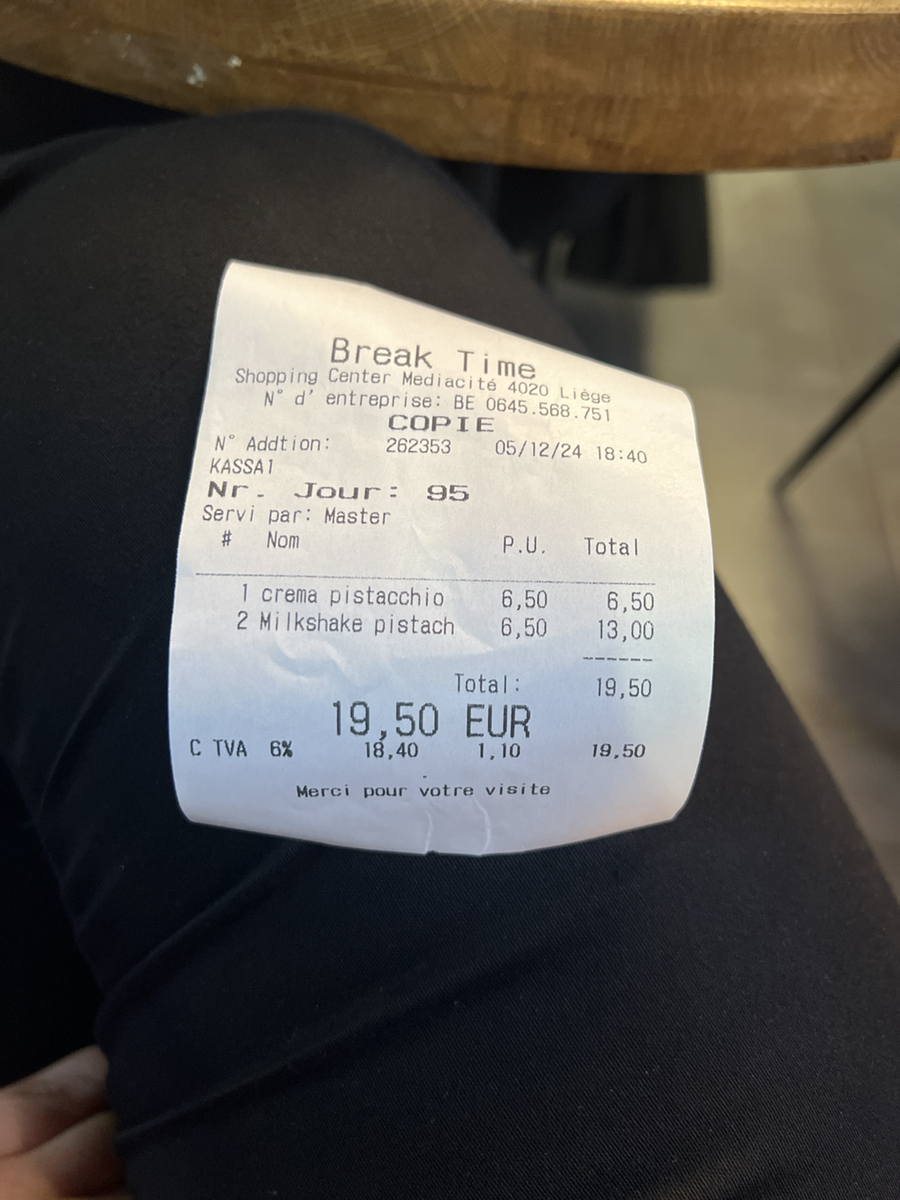 Break Time
Shopping Center Mediacité 4020 Liège
N° d' entreprise: BE 0645.568.751
COPIE
N° Addtion: 262353 05/12/24 18:40
KASSA1
Nr. Jour: 95
Servi par: Master
# Nom P.U. Total
1 crema pistacchio 6,50 6,50
2 Milkshake pistach 6,50 13,00
Total: 19,50
19,50 EUR
C TVA 6% 18,40 1,10 19,50
Merci pour votre visite